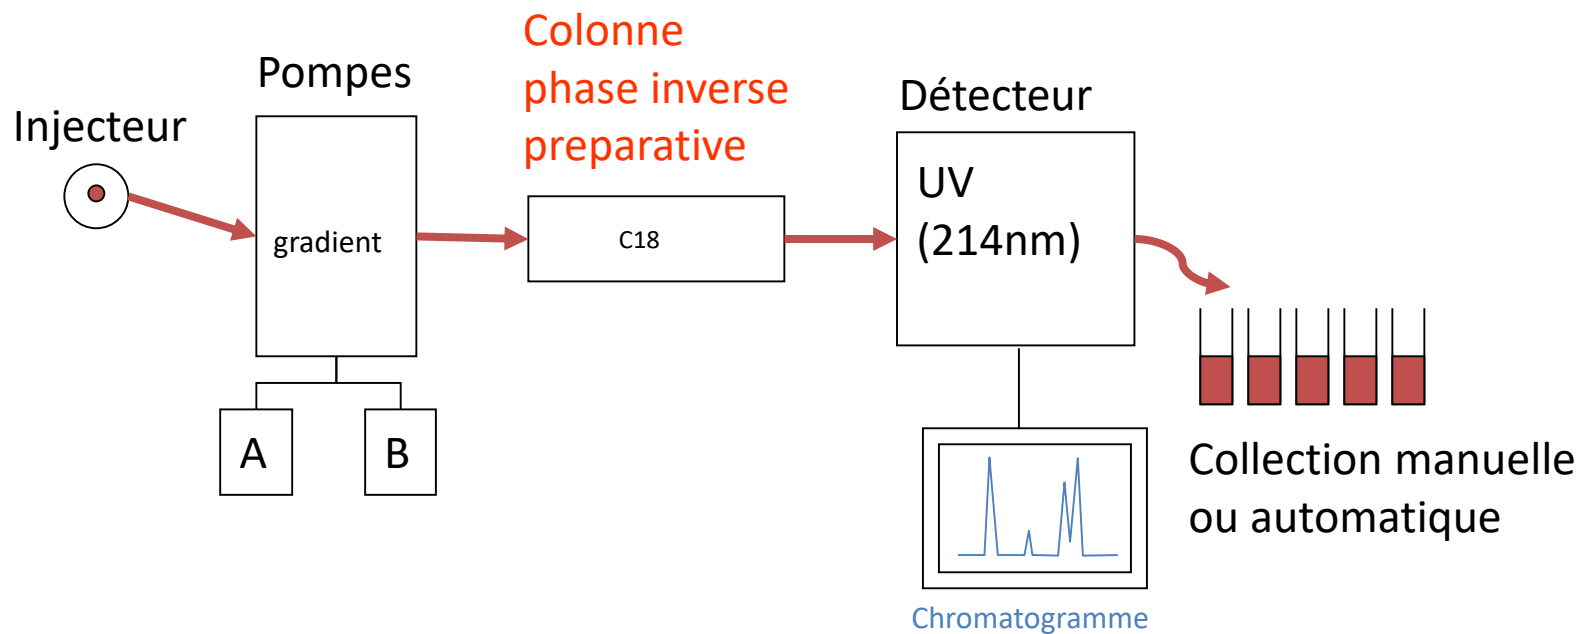 Injecteur
Pompes
gradient
A
B
Colonne
phase inverse
preparative
C18
Détecteur
UV
(214nm)
Chromatogramme
Collection manuelle
ou automatique